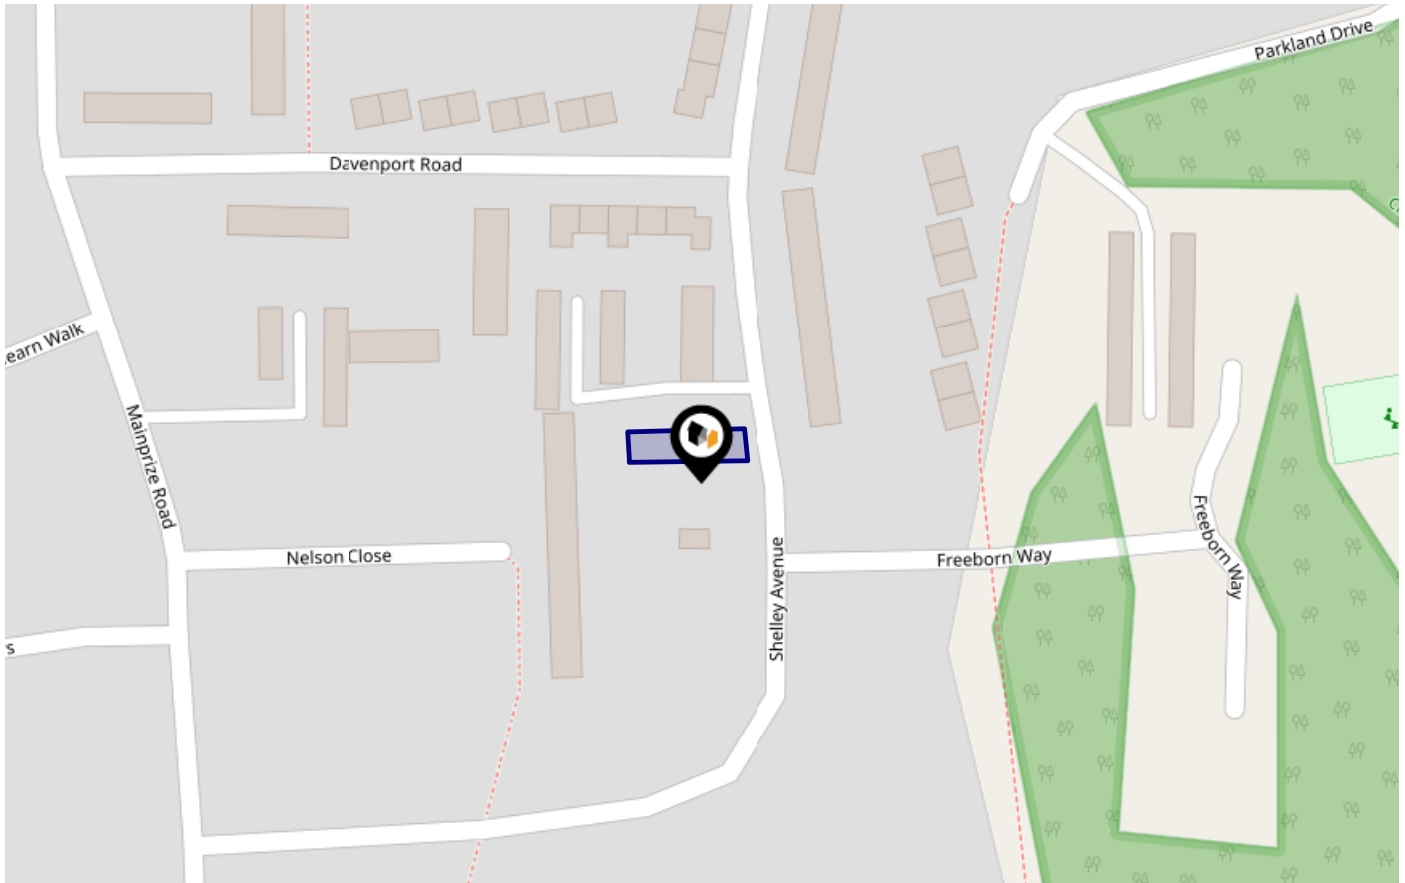 Parkland Drive
Davenport Road
earn Walk
Mainprize Road
Nelson Close
Shelley Avenue
Freeborn Way
Freeborn Way
s